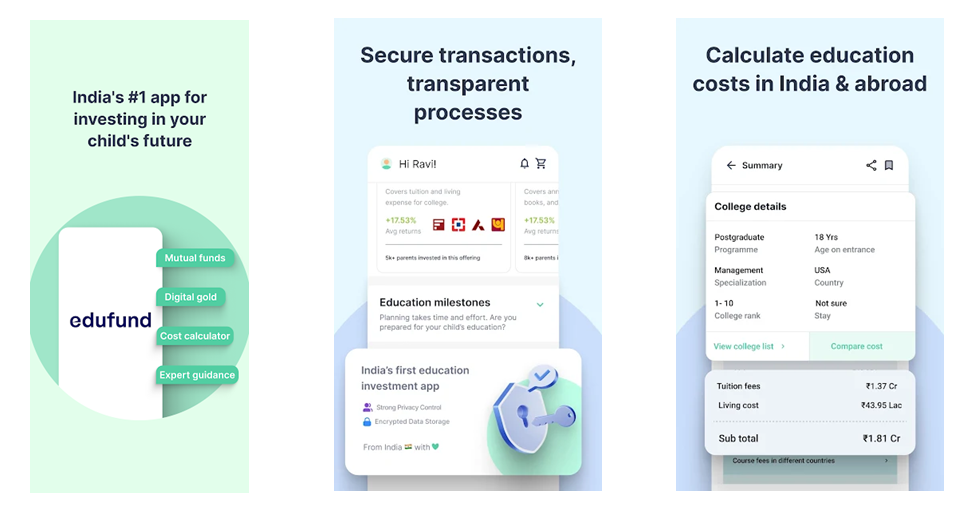 India's #1 app for
investing in your
child's future
edufund
Mutual funds
Digital gold
Cost calculator
Expert guidance
Secure transactions,
transparent
processes
Hi Ravi!
Covers tuition and living
expense for college.
+17.53%
Avg returns
5k+ parents invested in this offering
Covers ann
books, and
+17.53%
Avg returns
8k+ parents i
Education milestones
Planning takes time and effort. Are you
prepared for your child's education?
India's first education
investment app
Strong Privacy Control
Encrypted Data Storage
From India 🇮🇳 with 💚
Calculate education
costs in India & abroad
Summary
College details
Postgraduate
Programme
18 Yrs
Age on entrance
Management
Specialization
USA
Country
1- 10
College rank
Not sure
Stay
View college list >
Compare cost
Tuition fees ₹1.37 Cr
Living cost ₹43.95 Lac
Sub total ₹1.81 Cr
Course fees in different countries >